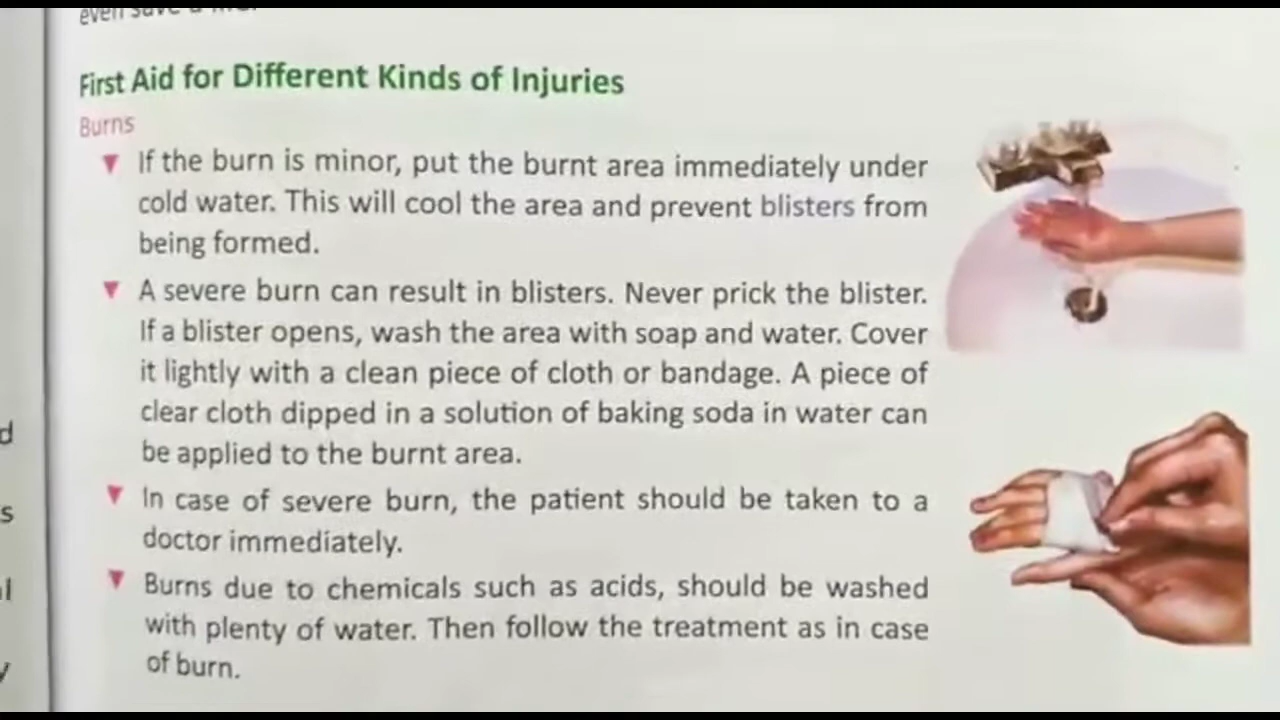 even save a
First Aid for Different Kinds of Injuries
Burns
▼ If the burn is minor, put the burnt area immediately under
cold water. This will cool the area and prevent blisters from
being formed.
▼ A severe burn can result in blisters. Never prick the blister.
If a blister opens, wash the area with soap and water. Cover
it lightly with a clean piece of cloth or bandage. A piece of
clear cloth dipped in a solution of baking soda in water can
be applied to the burnt area.
▼ In case of severe burn, the patient should be taken to a
doctor immediately.
▼ Burns due to chemicals such as acids, should be washed
with plenty of water. Then follow the treatment as in case
of burn.